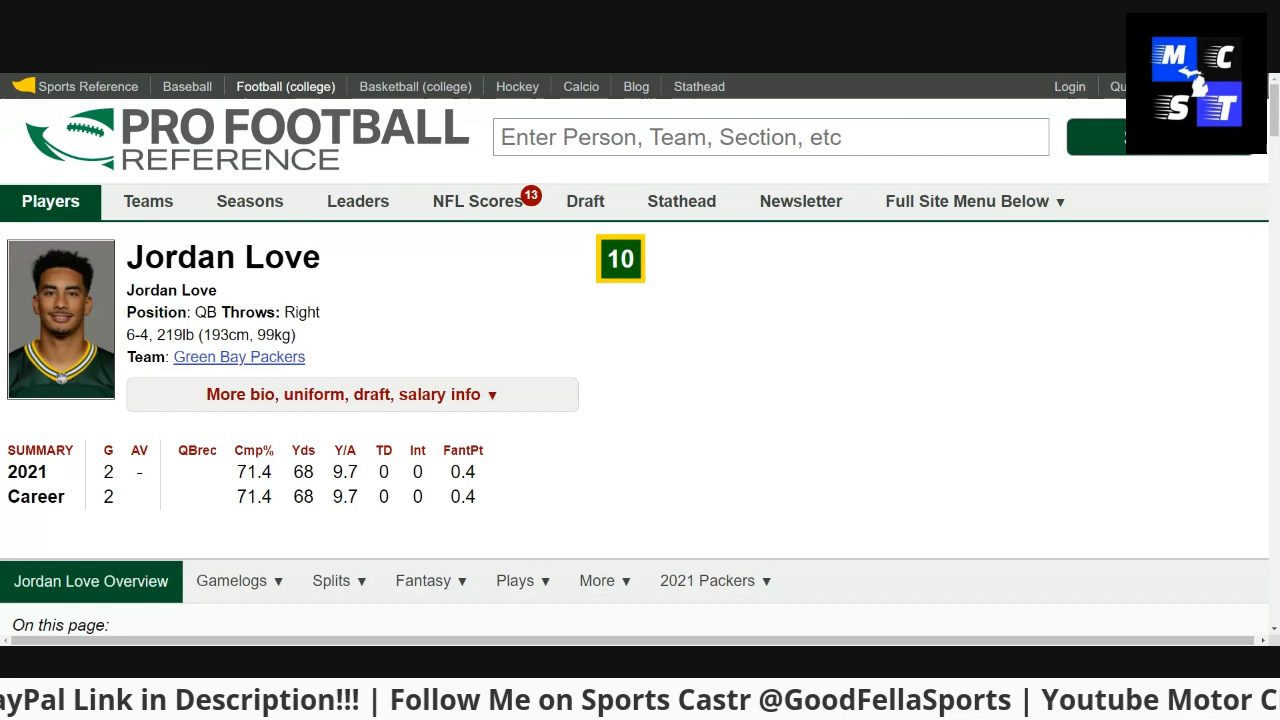 M C
S T
Sports Reference Baseball Football (college) Basketball (college) Hockey Calcio Blog Stathead Login
PRO FOOTBALL
REFERENCE
Enter Person, Team, Section, etc
Players Teams Seasons Leaders NFL Scores 13 Draft Stathead Newsletter Full Site Menu Below ▼
Jordan Love
10
Jordan Love
Position: QB Throws: Right
6-4, 219lb (193cm, 99kg)
Team: Green Bay Packers
More bio, uniform, draft, salary info ▼
SUMMARY G AV QBrec Cmp% Yds Y/A TD Int FantPt
2021 2 - 71.4 68 9.7 0 0 0.4
Career 2 71.4 68 9.7 0 0 0.4
Jordan Love Overview Gamelogs ▼ Splits ▼ Fantasy ▼ Plays ▼ More ▼ 2021 Packers ▼
On this page:
ayPal Link in Description!!! | Follow Me on Sports Castr @GoodFellaSports | Youtube Motor C